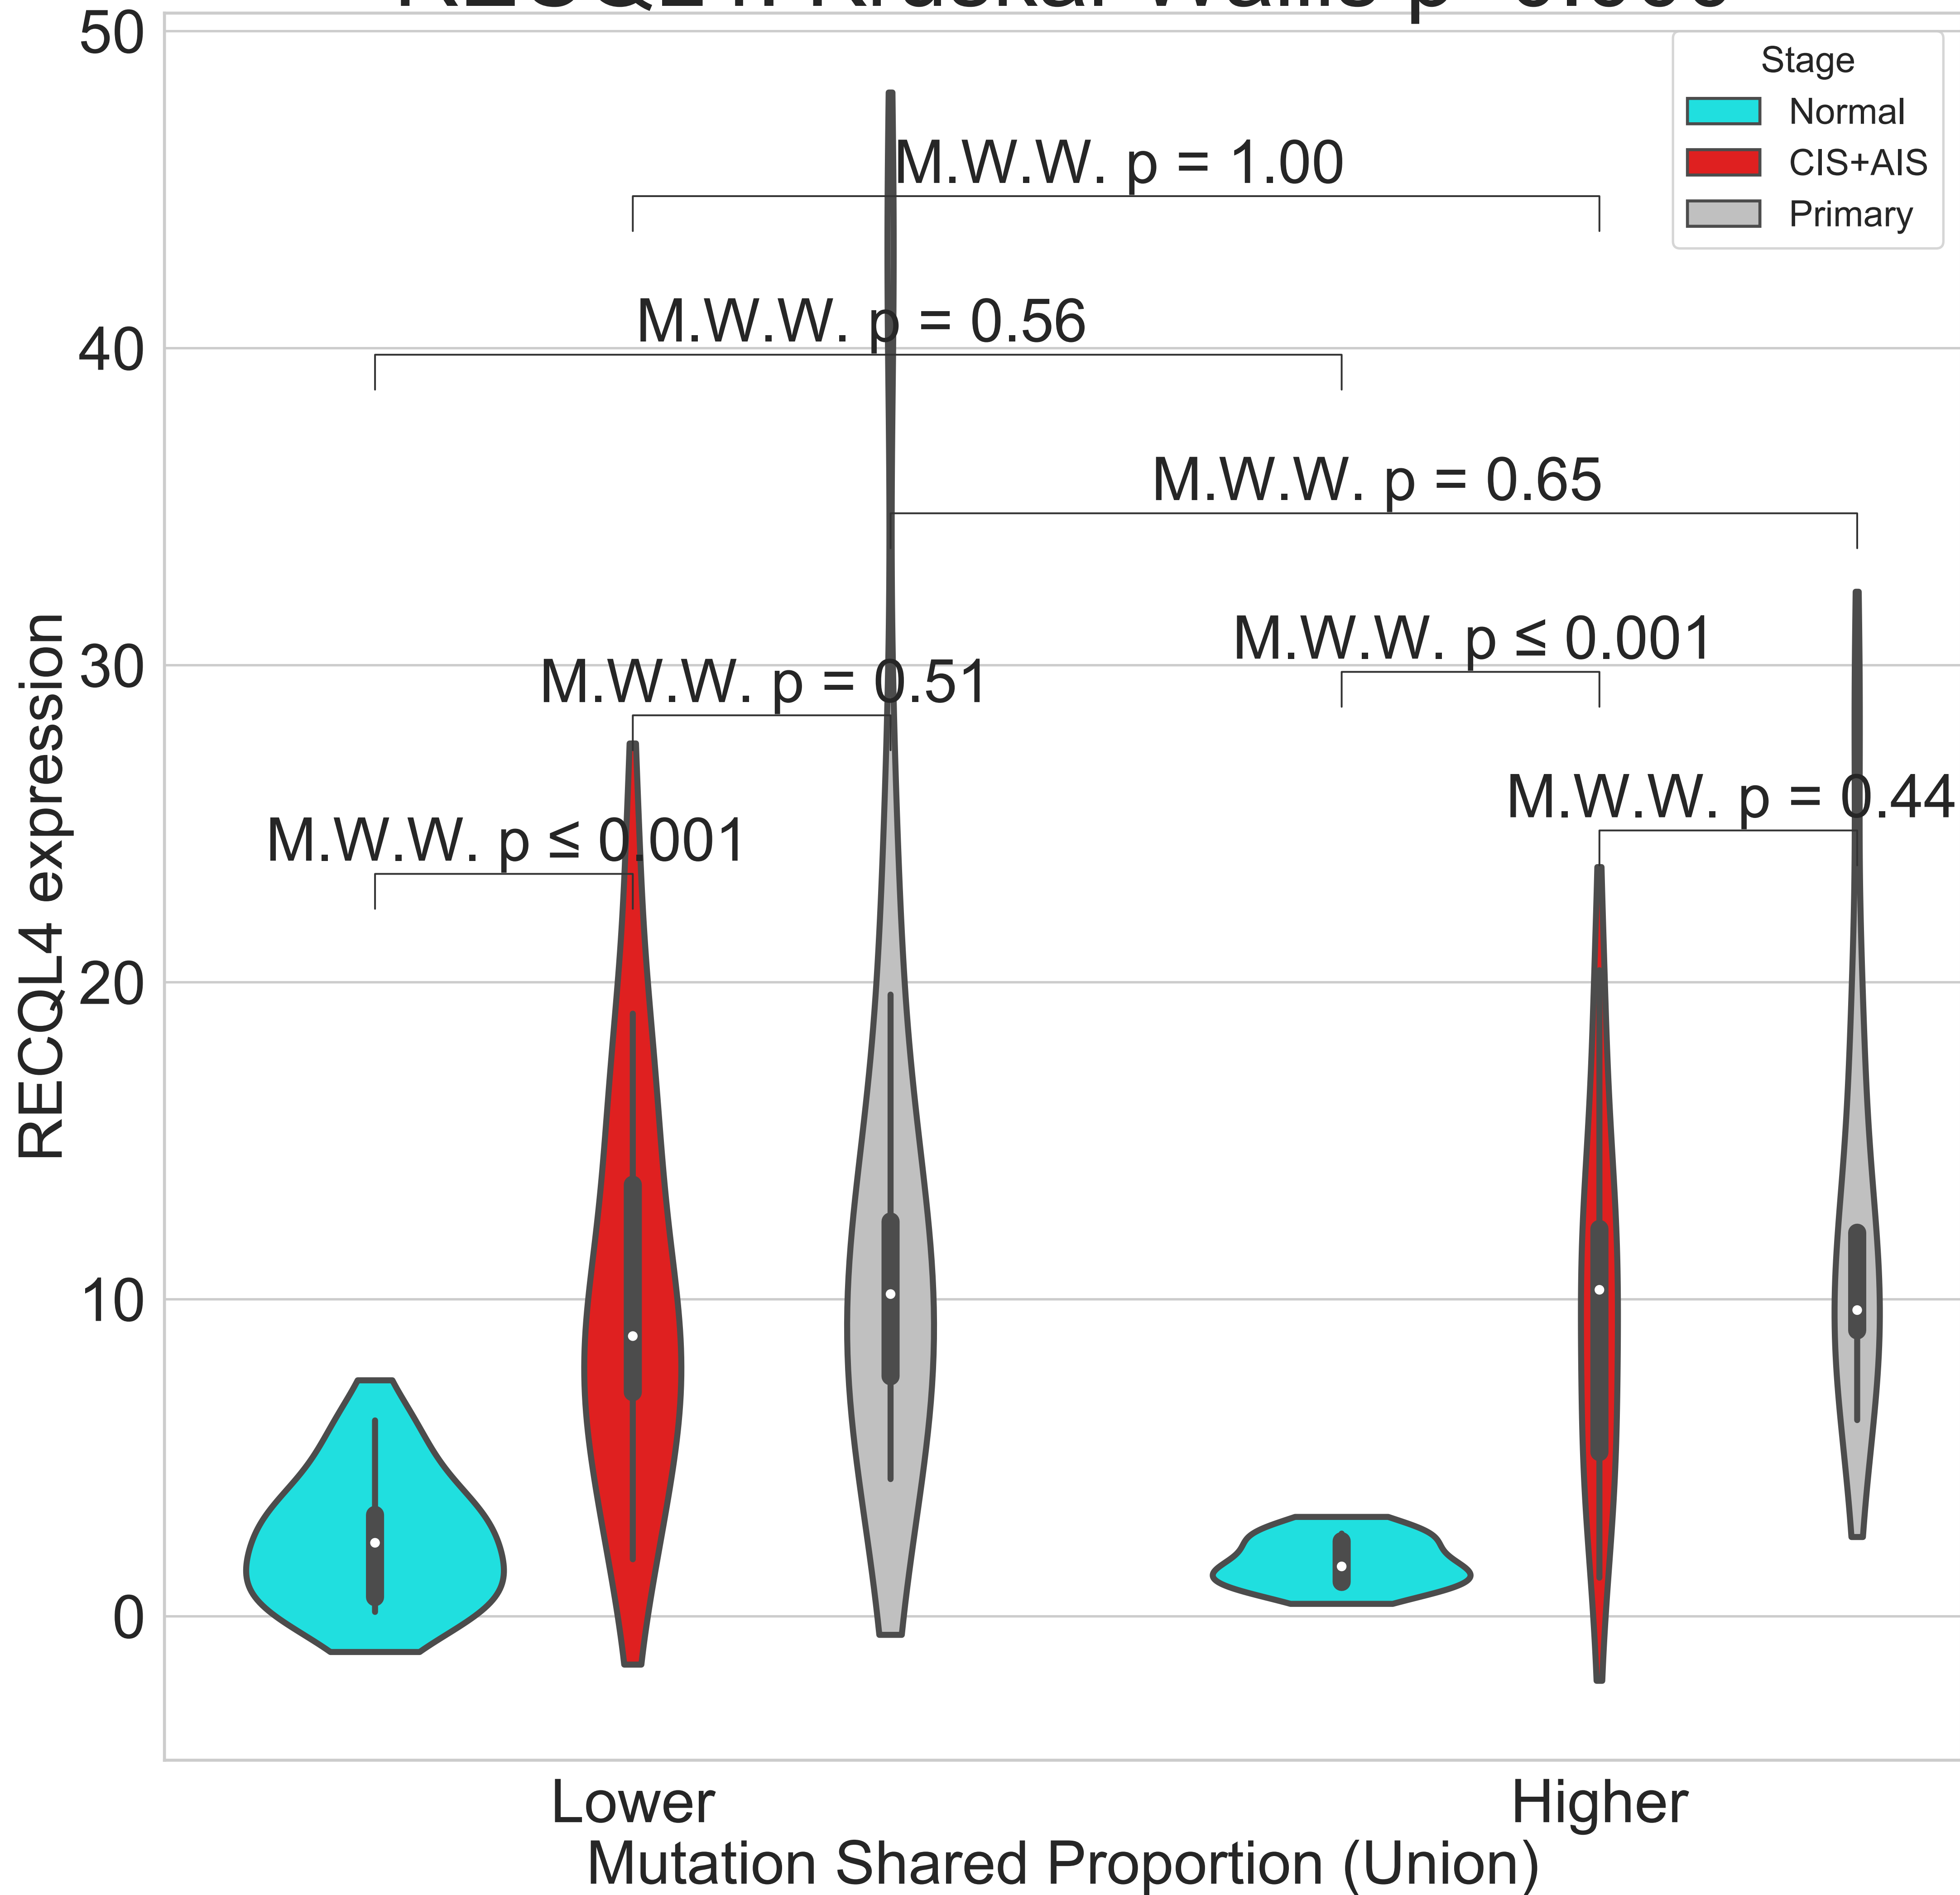 50
Stage
Normal
CIS+AIS
Primary
M.W.W. p = 1.00
M.W.W. p = 0.56
40
M.W.W. p = 0.65
M.W.W. p ≤ 0.001
30
M.W.W. p = 0.51
M.W.W. p = 0.44
M.W.W. p ≤ 0.001
20
10
0
RECQL4 expression
Lower
Higher
Mutation Shared Proportion (Union)